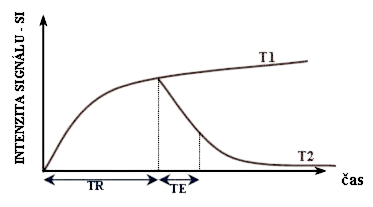 INTENZITA SIGNÁLU - SI
T1
T2
TR
TE
čas